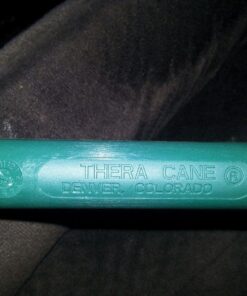 THERA CANE ®
DENVER, COLORADO